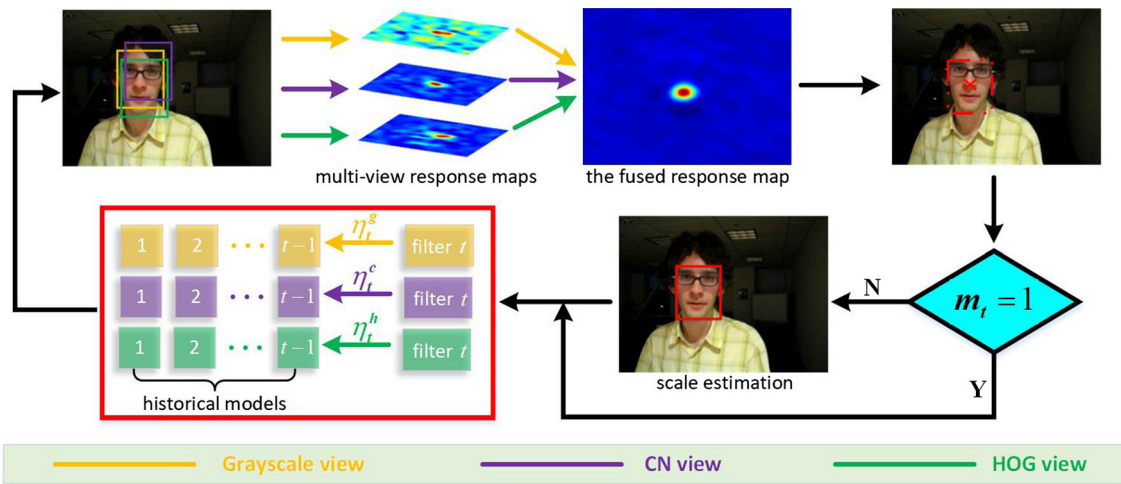 multi-view response maps
the fused response map
1 2 ... t−1 η_t^g filter t
1 2 ... t−1 η_t^c filter t
1 2 ... t−1 η_t^h filter t
historical models
scale estimation
N
m_t = 1
Y
Grayscale view CN view HOG view